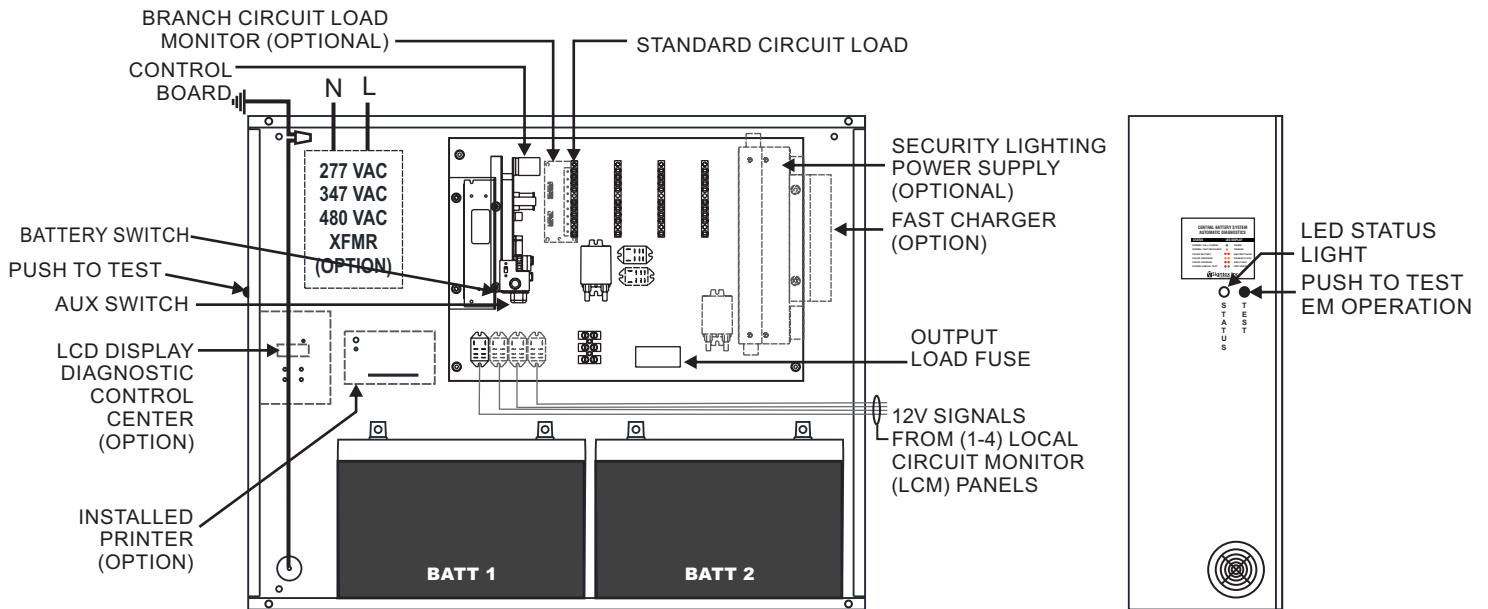 BRANCH CIRCUIT LOAD
MONITOR (OPTIONAL)
STANDARD CIRCUIT LOAD
CONTROL
BOARD
N L
277 VAC
347 VAC
480 VAC
XFMR
(OPTION)
SECURITY LIGHTING
POWER SUPPLY
(OPTIONAL)
FAST CHARGER
(OPTION)
BATTERY SWITCH
PUSH TO TEST
AUX SWITCH
LCD DISPLAY
DIAGNOSTIC
CONTROL
CENTER
(OPTION)
OUTPUT
LOAD FUSE
12V SIGNALS
FROM (1-4) LOCAL
CIRCUIT MONITOR
(LCM) PANELS
INSTALLED
PRINTER
(OPTION)
BATT 1
BATT 2
CENTRAL BATTERY SYSTEM
AUTOMATIC DIAGNOSTICS
STATUS
TEST
LED STATUS
LIGHT
PUSH TO TEST
EM OPERATION